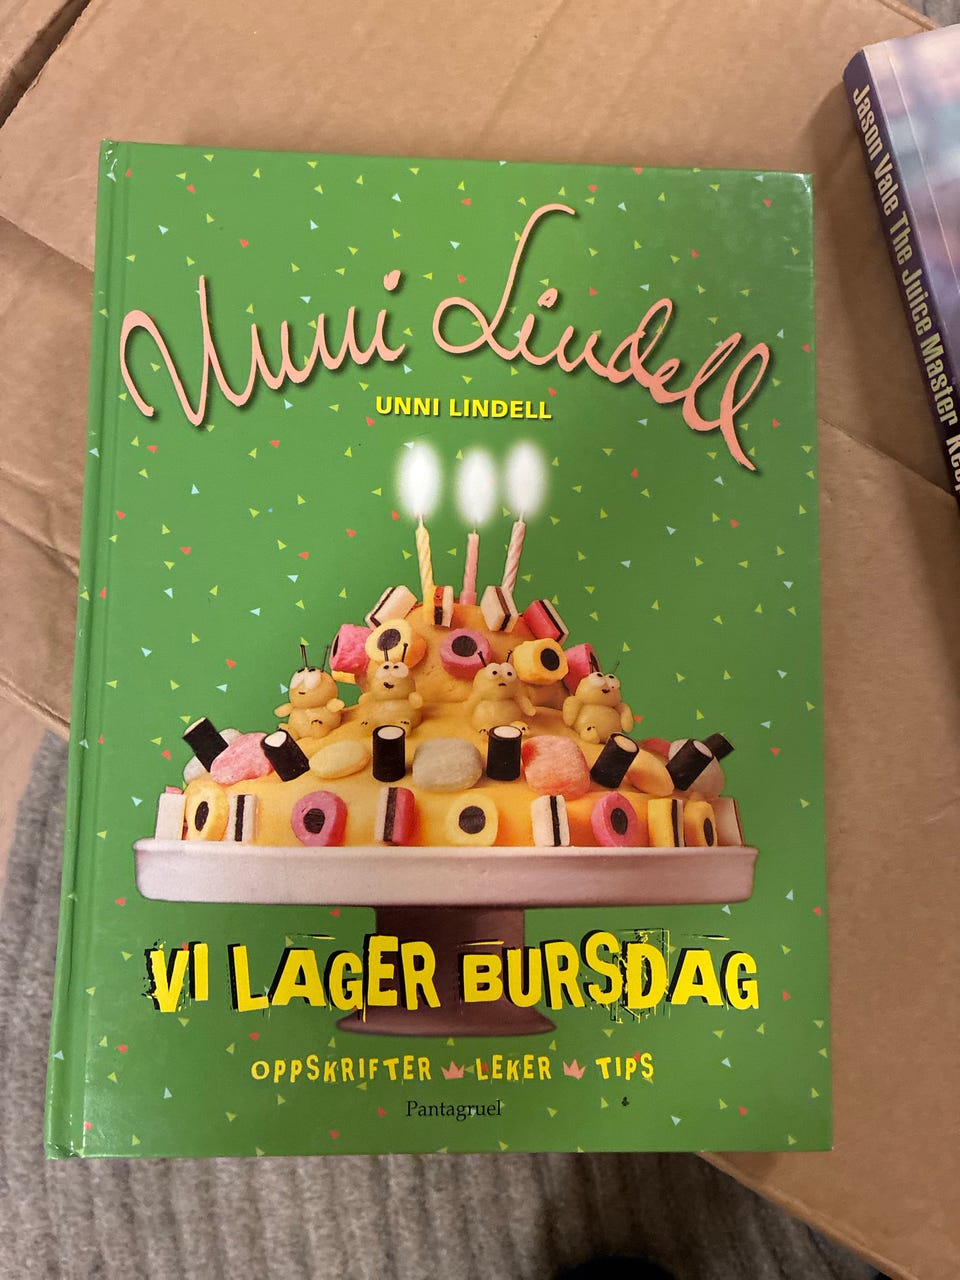 Unni Lindell
UNNI LINDELL
VI LAGER BURSDAG
OPPSKRIFTER LEKER TIPS
Pantagruel
Jason Vale The Juice Master